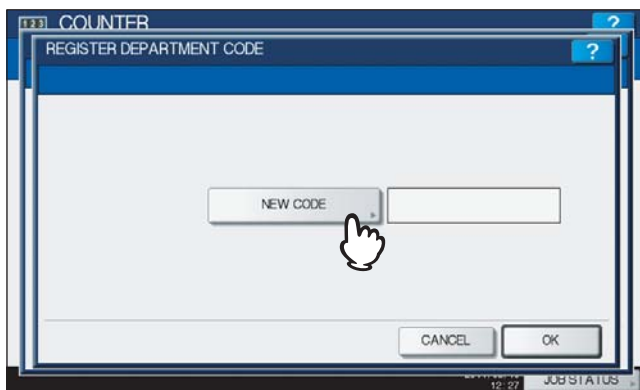 123 COUNTER ?
REGISTER DEPARTMENT CODE ?
NEW CODE
CANCEL OK
12:27 JOB STATUS